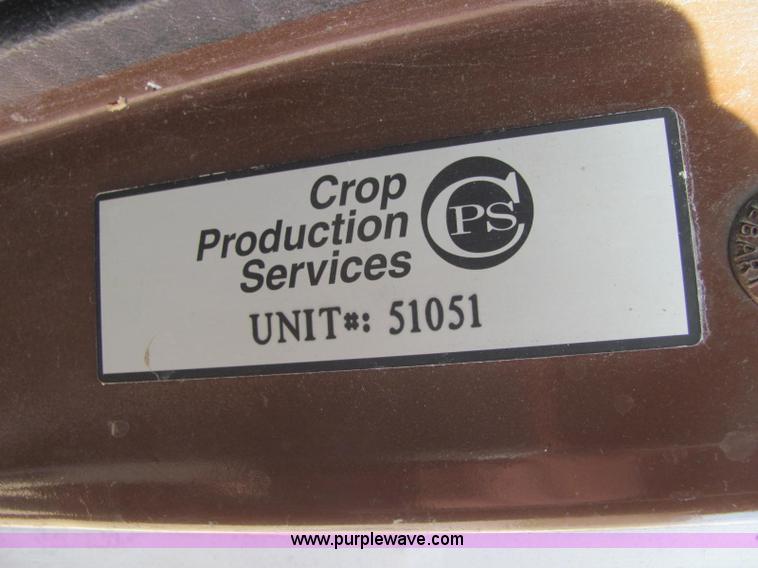 Crop
Production
Services
CPS
UNIT#: 51051
www.purplewave.com